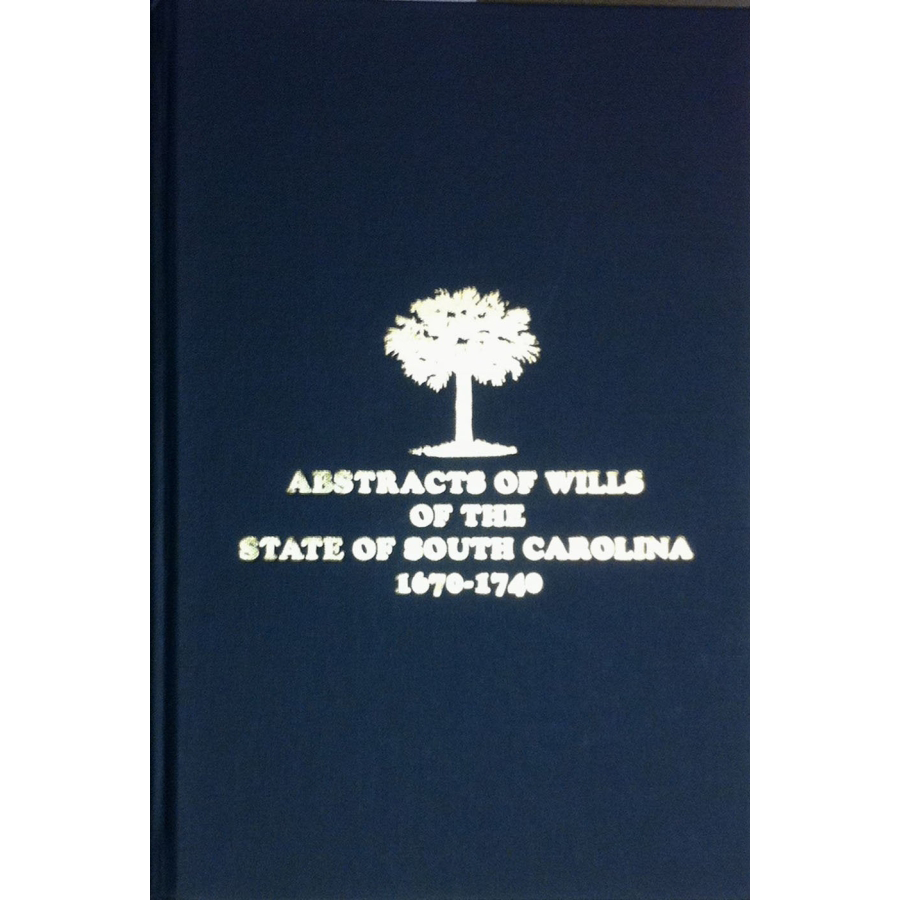 ABSTRACTS OF WILLS
OF THE
STATE OF SOUTH CAROLINA
1670-1740